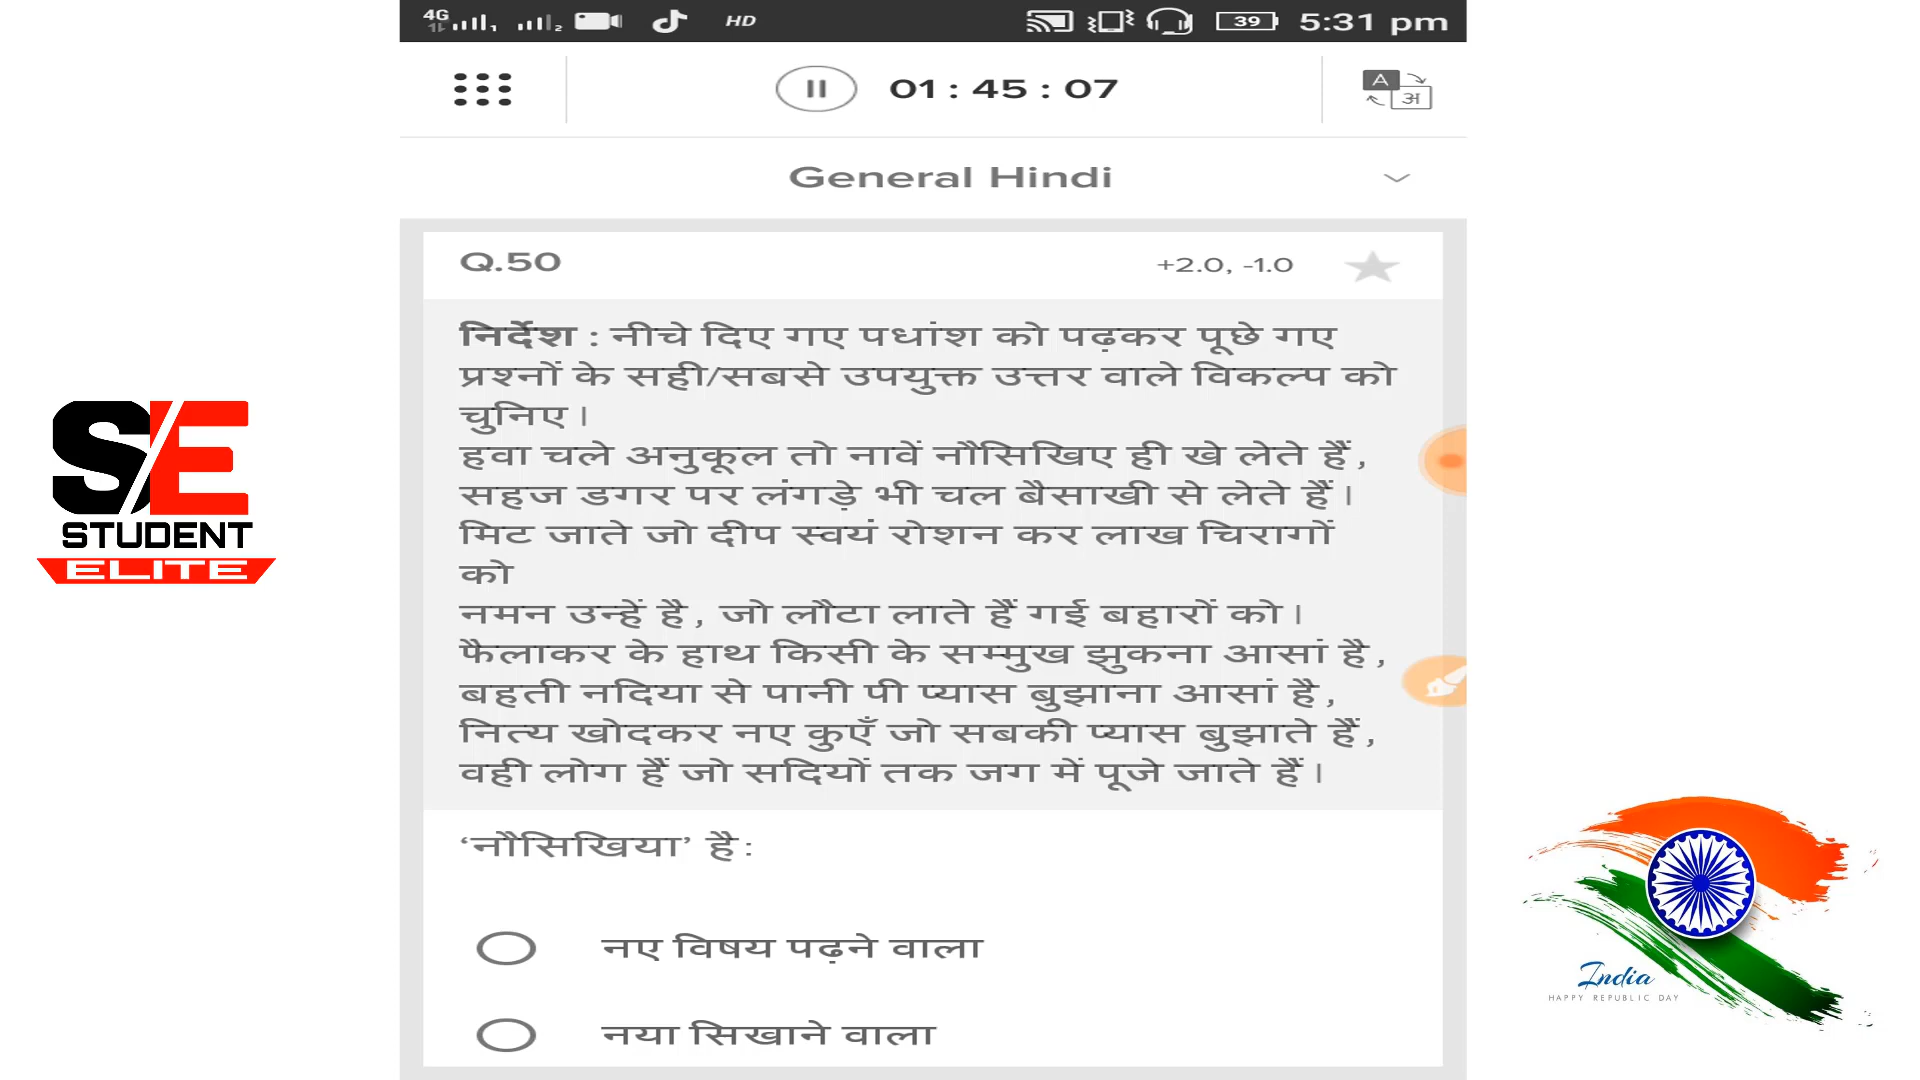 4G 1 2 HD 39 5:31 pm
01 : 45 : 07
A अ
General Hindi
Q.50 +2.0, -1.0
निर्देश : नीचे दिए गए पधांश को पढ़कर पूछे गए
प्रश्नों के सही/सबसे उपयुक्त उत्तर वाले विकल्प को
चुनिए।
हवा चले अनुकूल तो नावें नौसिखिए ही खे लेते हैं,
सहज डगर पर लंगड़े भी चल बैसाखी से लेते हैं।
मिट जाते जो दीप स्वयं रोशन कर लाख चिरागों
को
नमन उन्हें है, जो लौटा लाते हैं गई बहारों को।
फैलाकर के हाथ किसी के सम्मुख झुकना आसां है,
बहती नदिया से पानी पी प्यास बुझाना आसां है,
नित्य खोदकर नए कुएँ जो सबकी प्यास बुझाते हैं,
वही लोग हैं जो सदियों तक जग में पूजे जाते हैं।
‘नौसिखिया’ है:
नए विषय पढ़ने वाला
नया सिखाने वाला
SE
STUDENT
ELITE
India
HAPPY REPUBLIC DAY